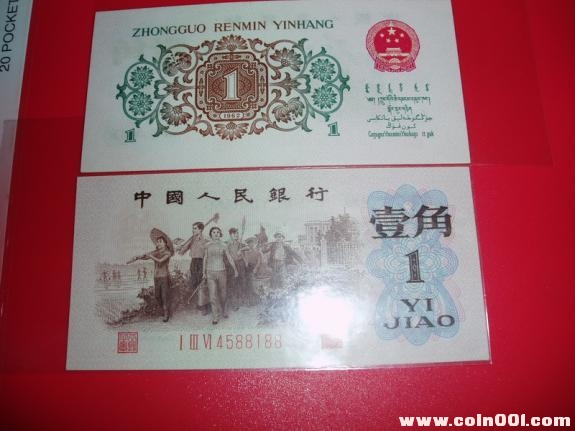 20 POCKET
ZHONGGUO RENMIN YINHANG
1
1962
1
1
中國人民銀行
壹角
1
YI
JIAO
I III VI 4588188
www.coin001.com